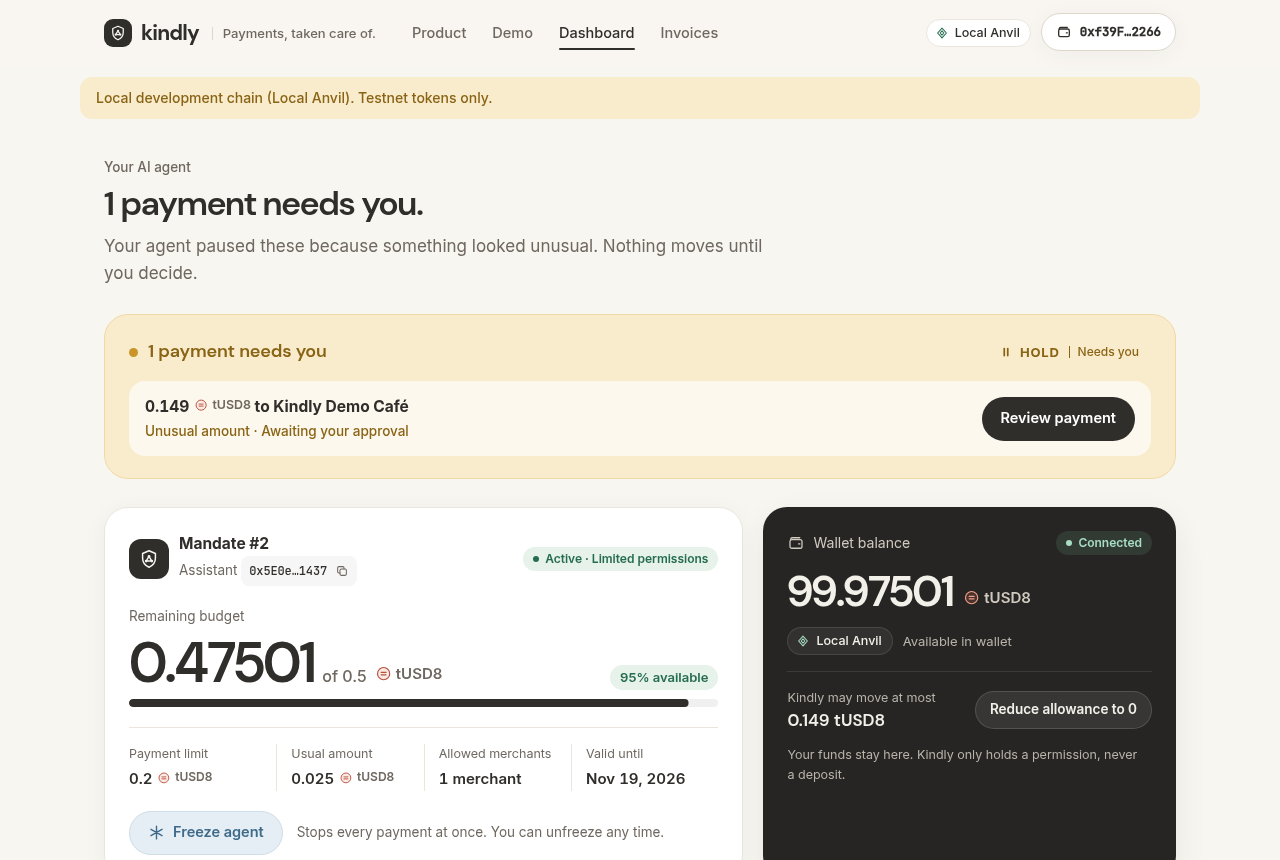 kindly
Payments, taken care of.
Product
Demo
Dashboard
Invoices
Local Anvil
0xf39F…2266
Local development chain (Local Anvil). Testnet tokens only.
Your AI agent
1 payment needs you.
Your agent paused these because something looked unusual. Nothing moves until
you decide.
1 payment needs you
HOLD
Needs you
0.149 tUSD8 to Kindly Demo Café
Unusual amount · Awaiting your approval
Review payment
Mandate #2
Assistant 0x5E0e…1437
Active · Limited permissions
Remaining budget
0.47501 of 0.5 tUSD8
95% available
Payment limit
0.2 tUSD8
Usual amount
0.025 tUSD8
Allowed merchants
1 merchant
Valid until
Nov 19, 2026
Freeze agent
Stops every payment at once. You can unfreeze any time.
Wallet balance
Connected
99.97501 tUSD8
Local Anvil
Available in wallet
Kindly may move at most
0.149 tUSD8
Reduce allowance to 0
Your funds stay here. Kindly only holds a permission, never
a deposit.